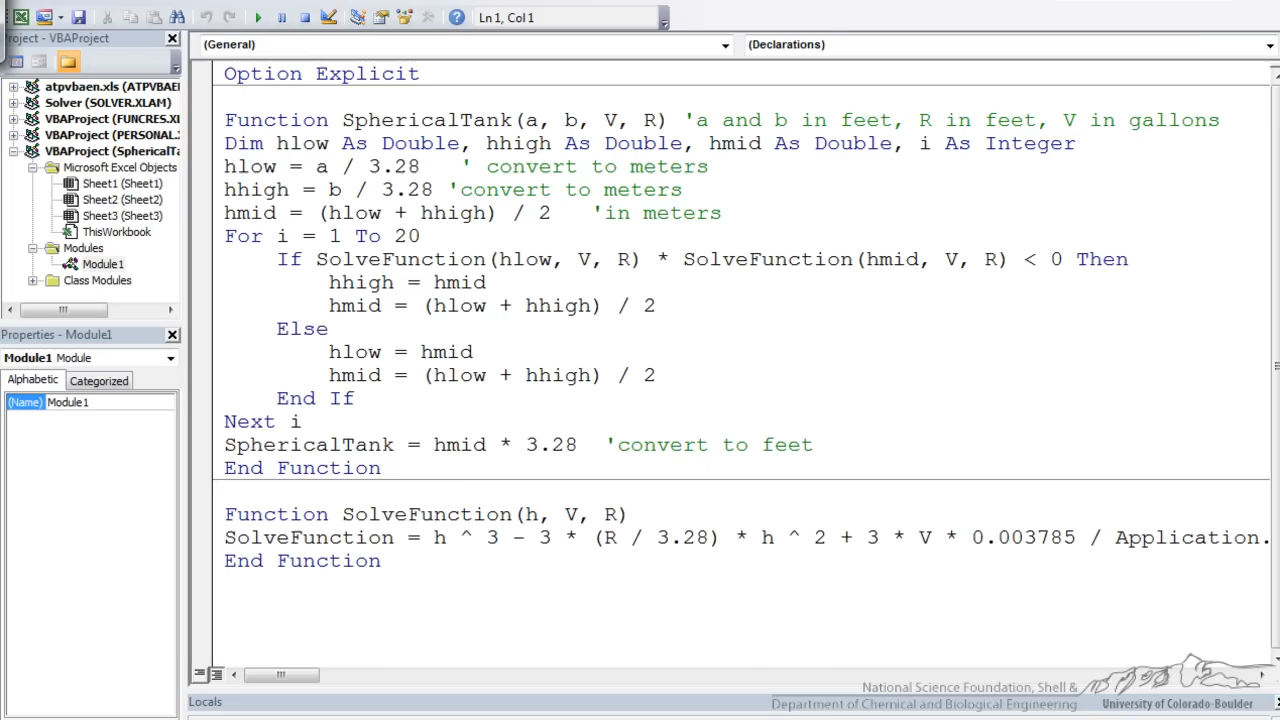 Ln 1, Col 1
Project - VBAProject
(General)
(Declarations)
atpvbaen.xls (ATPVBAEN
Solver (SOLVER.XLAM)
VBAProject (FUNCRES.XL
VBAProject (PERSONAL.
VBAProject (SphericalTa
Microsoft Excel Objects
Sheet1 (Sheet1)
Sheet2 (Sheet2)
Sheet3 (Sheet3)
ThisWorkbook
Modules
Module1
Class Modules
Properties - Module1
Module1 Module
Alphabetic Categorized
(Name) Module1
Option Explicit
Function SphericalTank(a, b, V, R) 'a and b in feet, R in feet, V in gallons
Dim hlow As Double, hhigh As Double, hmid As Double, i As Integer
hlow = a / 3.28 ' convert to meters
hhigh = b / 3.28 'convert to meters
hmid = (hlow + hhigh) / 2 'in meters
For i = 1 To 20
If SolveFunction(hlow, V, R) * SolveFunction(hmid, V, R) < 0 Then
hhigh = hmid
hmid = (hlow + hhigh) / 2
Else
hlow = hmid
hmid = (hlow + hhigh) / 2
End If
Next i
SphericalTank = hmid * 3.28 'convert to feet
End Function
Function SolveFunction(h, V, R)
SolveFunction = h ^ 3 - 3 * (R / 3.28) * h ^ 2 + 3 * V * 0.003785 / Application.
End Function
Locals
National Science Foundation, Shell &
Department of Chemical and Biological Engineering
University of Colorado-Boulder